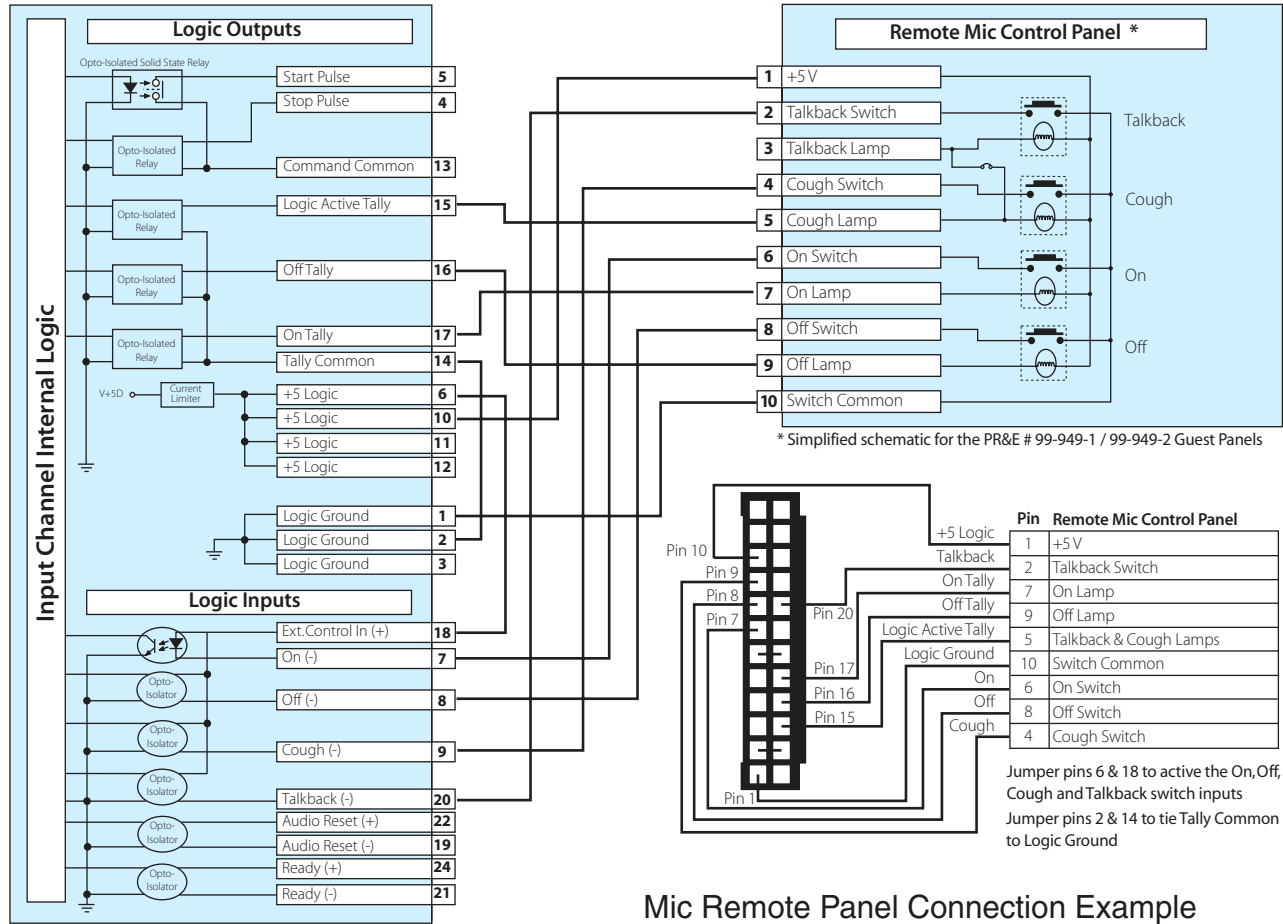 Logic Outputs
Opto-Isolated Solid State Relay
Start Pulse 5
Stop Pulse 4
Opto-Isolated
Relay
Command Common 13
Logic Active Tally 15
Opto-Isolated
Relay
Off Tally 16
Opto-Isolated
Relay
On Tally 17
Opto-Isolated
Relay
Tally Common 14
V+5D
Current
Limiter
+5 Logic 6
+5 Logic 10
+5 Logic 11
+5 Logic 12
Logic Ground 1
Logic Ground 2
Logic Ground 3
Input Channel Internal Logic
Logic Inputs
Ext.Control In (+) 18
On (-) 7
Opto-
Isolator
Off (-) 8
Opto-
Isolator
Cough (-) 9
Opto-
Isolator
Talkback (-) 20
Audio Reset (+) 22
Opto-
Isolator
Audio Reset (-) 19
Ready (+) 24
Opto-
Isolator
Ready (-) 21
Remote Mic Control Panel *
1 +5 V
2 Talkback Switch
3 Talkback Lamp
4 Cough Switch
5 Cough Lamp
6 On Switch
7 On Lamp
8 Off Switch
9 Off Lamp
10 Switch Common
Talkback
Cough
On
Off
* Simplified schematic for the PR&E # 99-949-1 / 99-949-2 Guest Panels
Pin 10
Pin 9
Pin 8
Pin 7
Pin 1
Pin 20
Pin 17
Pin 16
Pin 15
+5 Logic
Talkback
On Tally
Off Tally
Logic Active Tally
Logic Ground
On
Off
Cough
Pin Remote Mic Control Panel
1 +5 V
2 Talkback Switch
7 On Lamp
9 Off Lamp
5 Talkback & Cough Lamps
10 Switch Common
6 On Switch
8 Off Switch
4 Cough Switch
Jumper pins 6 & 18 to active the On,Off,
Cough and Talkback switch inputs
Jumper pins 2 & 14 to tie Tally Common
to Logic Ground
Mic Remote Panel Connection Example